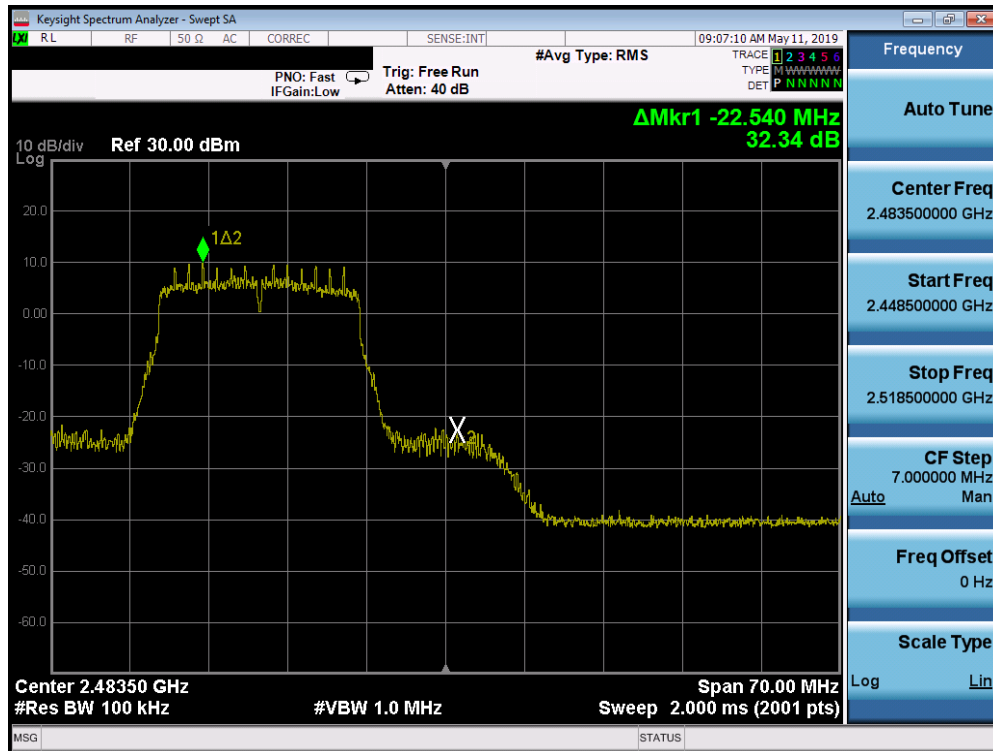 Keysight Spectrum Analyzer - Swept SA
LXI RL RF 50 Ω AC CORREC SENSE:INT 09:07:10 AM May 11, 2019
#Avg Type: RMS
TRACE 1 2 3 4 5 6
TYPE M W W W W W
DET P N N N N N
PNO: Fast
IFGain:Low
Trig: Free Run
Atten: 40 dB
ΔMkr1 -22.540 MHz
32.34 dB
10 dB/div Ref 30.00 dBm
Log
20.0
1Δ2
10.0
0.00
-10.0
-20.0
X2
-30.0
-40.0
-50.0
-60.0
Center 2.48350 GHz Span 70.00 MHz
#Res BW 100 kHz #VBW 1.0 MHz Sweep 2.000 ms (2001 pts)
MSG STATUS
Frequency
Auto Tune
Center Freq
2.483500000 GHz
Start Freq
2.448500000 GHz
Stop Freq
2.518500000 GHz
CF Step
7.000000 MHz
Auto Man
Freq Offset
0 Hz
Scale Type
Log Lin